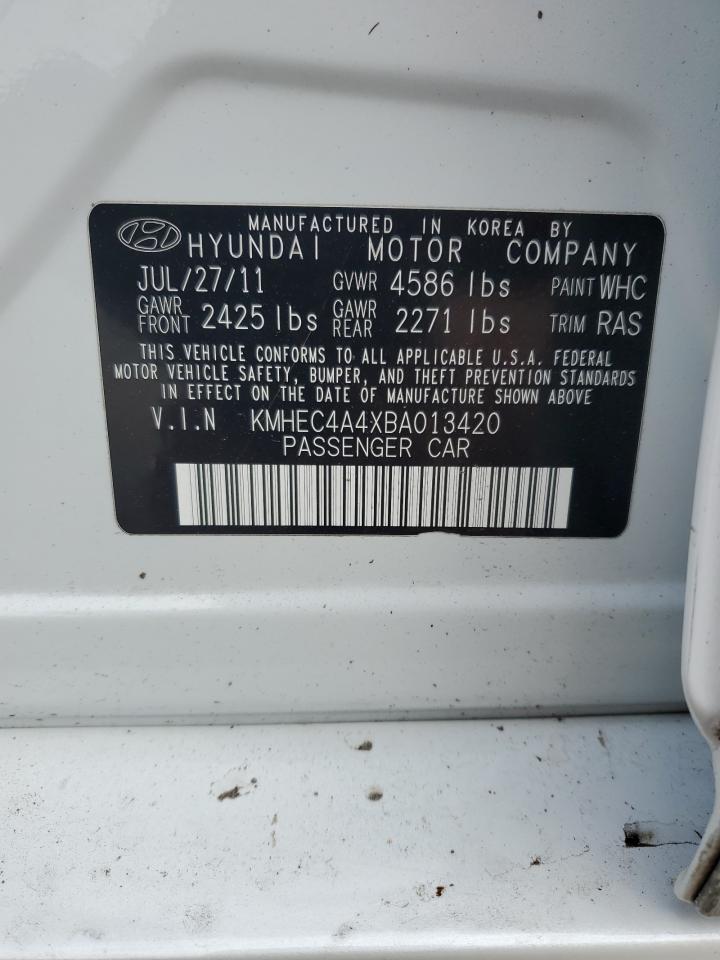 MANUFACTURED IN KOREA BY
HYUNDAI MOTOR COMPANY
JUL/27/11 GVWR 4586 lbs PAINT WHC
GAWR FRONT 2425 lbs GAWR REAR 2271 lbs TRIM RAS
THIS VEHICLE CONFORMS TO ALL APPLICABLE U.S.A. FEDERAL
MOTOR VEHICLE SAFETY, BUMPER, AND THEFT PREVENTION STANDARDS
IN EFFECT ON THE DATE OF MANUFACTURE SHOWN ABOVE.
V.I.N KMHEC4A4XBA013420
PASSENGER CAR